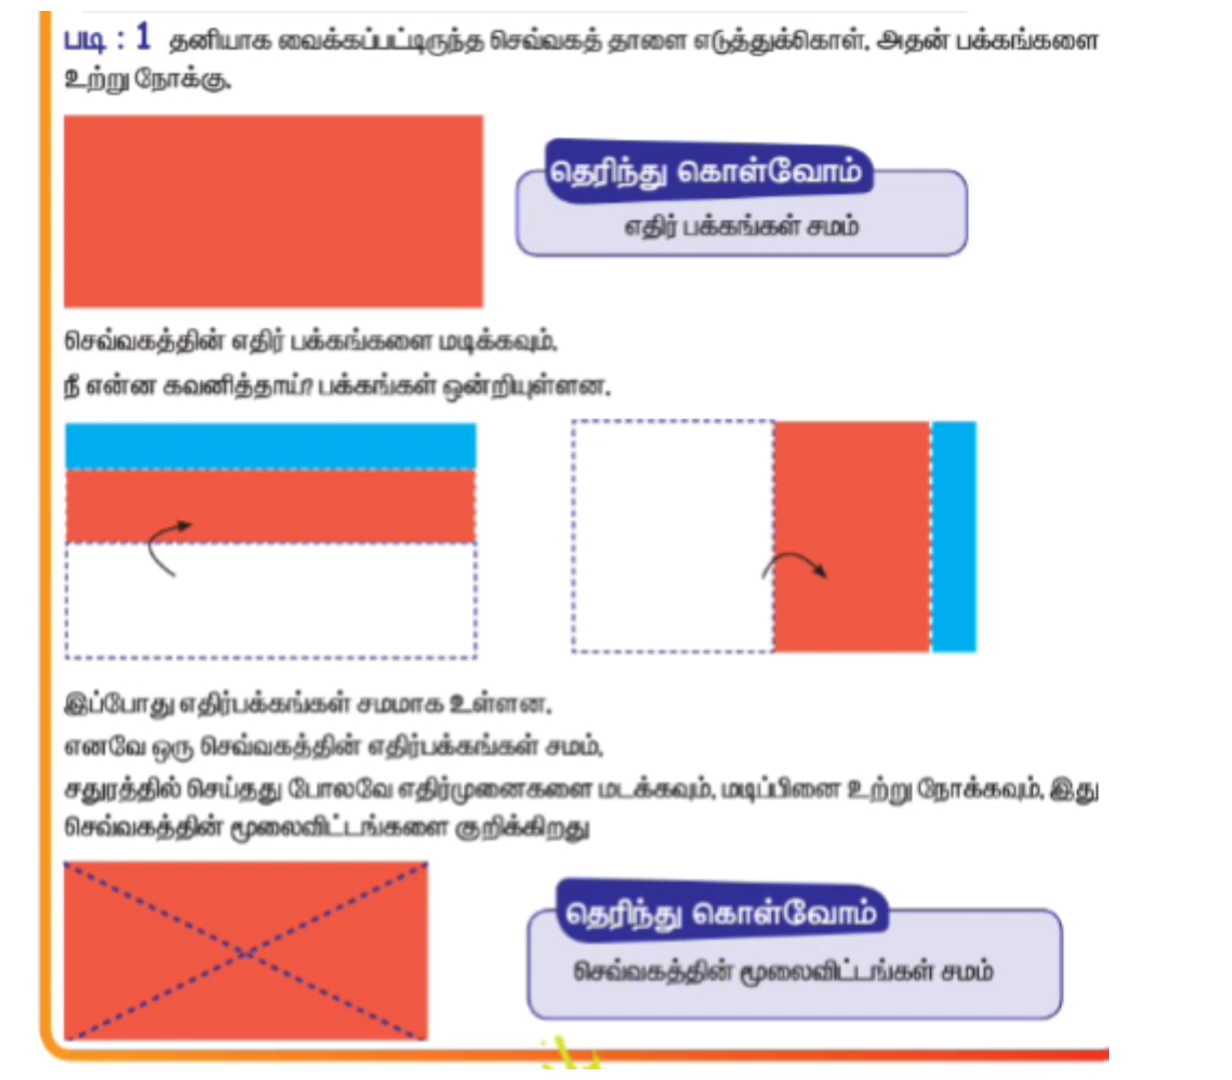 படி : 1 தனியாக வைக்கப்பட்டிருந்த செவ்வகத் தாளை எடுத்துக்கொள். அதன் பக்கங்களை
உற்று நோக்கு.
தெரிந்து கொள்வோம்
எதிர் பக்கங்கள் சமம்
செவ்வகத்தின் எதிர் பக்கங்களை மடிக்கவும்.
நீ என்ன கவனித்தாய்? பக்கங்கள் ஒன்றியுள்ளன.
இப்போது எதிர்பக்கங்கள் சமமாக உள்ளன.
எனவே ஒரு செவ்வகத்தின் எதிர்பக்கங்கள் சமம்.
சதுரத்தில் செய்தது போலவே எதிர்முனைகளை மடக்கவும். மடிப்பினை உற்று நோக்கவும். இது
செவ்வகத்தின் மூலைவிட்டங்களை குறிக்கிறது
தெரிந்து கொள்வோம்
செவ்வகத்தின் மூலைவிட்டங்கள் சமம்